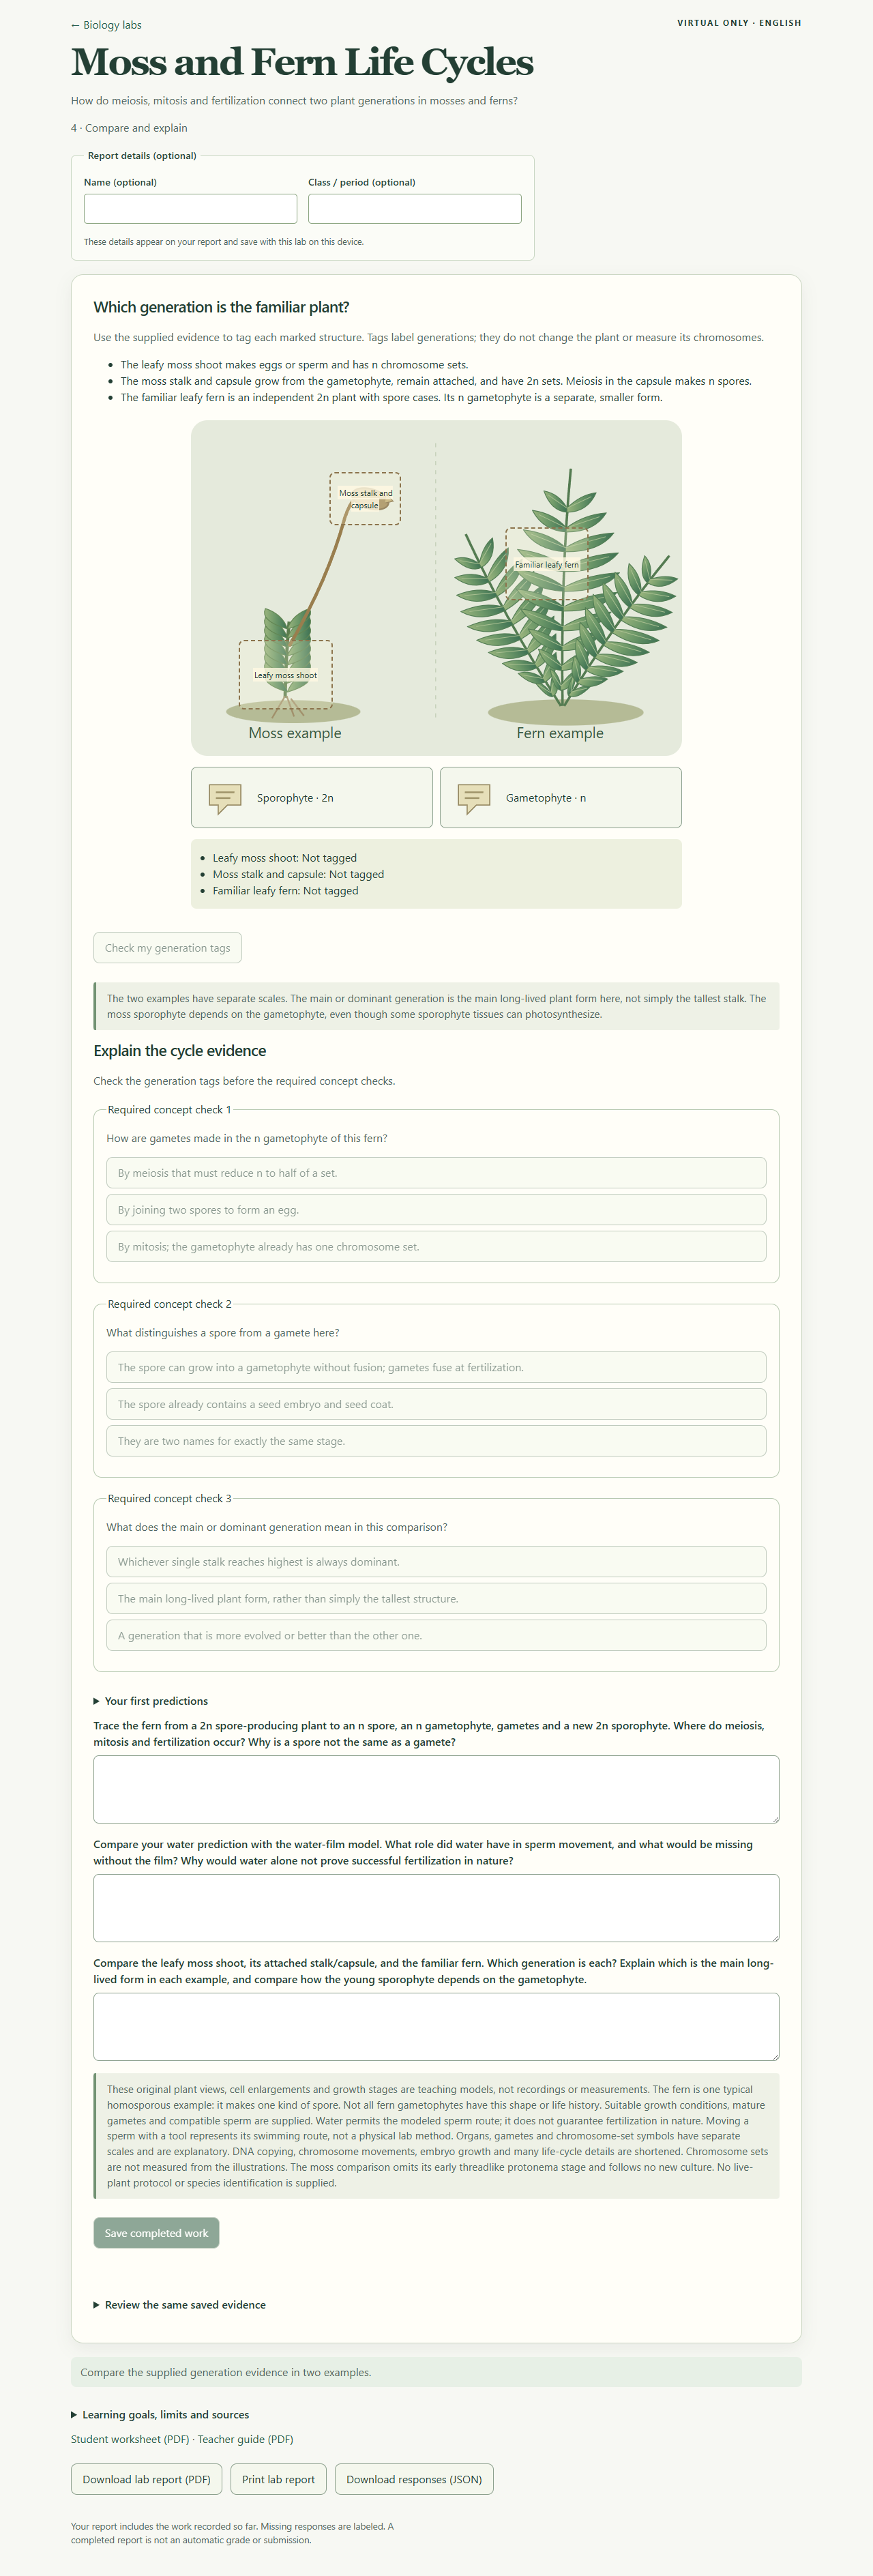 ← Biology labs
VIRTUAL ONLY · ENGLISH
Moss and Fern Life Cycles
How do meiosis, mitosis and fertilization connect two plant generations in mosses and ferns?
4 · Compare and explain
Report details (optional)
Name (optional)
Class / period (optional)
These details appear on your report and save with this lab on this device.
Which generation is the familiar plant?
Use the supplied evidence to tag each marked structure. Tags label generations; they do not change the plant or measure its chromosomes.
• The leafy moss shoot makes eggs or sperm and has n chromosome sets.
• The moss stalk and capsule grow from the gametophyte, remain attached, and have 2n sets. Meiosis in the capsule makes n spores.
• The familiar leafy fern is an independent 2n plant with spore cases. Its n gametophyte is a separate, smaller form.
Moss stalk and
capsule
Familiar leafy fern
Leafy moss shoot
Moss example
Fern example
Sporophyte · 2n
Gametophyte · n
• Leafy moss shoot: Not tagged
• Moss stalk and capsule: Not tagged
• Familiar leafy fern: Not tagged
Check my generation tags
The two examples have separate scales. The main or dominant generation is the main long-lived plant form here, not simply the tallest stalk. The
moss sporophyte depends on the gametophyte, even though some sporophyte tissues can photosynthesize.
Explain the cycle evidence
Check the generation tags before the required concept checks.
Required concept check 1
How are gametes made in the n gametophyte of this fern?
By meiosis that must reduce n to half of a set.
By joining two spores to form an egg.
By mitosis; the gametophyte already has one chromosome set.
Required concept check 2
What distinguishes a spore from a gamete here?
The spore can grow into a gametophyte without fusion; gametes fuse at fertilization.
The spore already contains a seed embryo and seed coat.
They are two names for exactly the same stage.
Required concept check 3
What does the main or dominant generation mean in this comparison?
Whichever single stalk reaches highest is always dominant.
The main long-lived plant form, rather than simply the tallest structure.
A generation that is more evolved or better than the other one.
▶ Your first predictions
Trace the fern from a 2n spore-producing plant to an n spore, an n gametophyte, gametes and a new 2n sporophyte. Where do meiosis,
mitosis and fertilization occur? Why is a spore not the same as a gamete?
Compare your water prediction with the water-film model. What role did water have in sperm movement, and what would be missing
without the film? Why would water alone not prove successful fertilization in nature?
Compare the leafy moss shoot, its attached stalk/capsule, and the familiar fern. Which generation is each? Explain which is the main long-
lived form in each example, and compare how the young sporophyte depends on the gametophyte.
These original plant views, cell enlargements and growth stages are teaching models, not recordings or measurements. The fern is one typical
homosporous example: it makes one kind of spore. Not all fern gametophytes have this shape or life history. Suitable growth conditions, mature
gametes and compatible sperm are supplied. Water permits the modeled sperm route; it does not guarantee fertilization in nature. Moving a
sperm with a tool represents its swimming route, not a physical lab method. Organs, gametes and chromosome-set symbols have separate
scales and are explanatory. DNA copying, chromosome movements, embryo growth and many life-cycle details are shortened. Chromosome sets
are not measured from the illustrations. The moss comparison omits its early threadlike protonema stage and follows no new culture. No live-
plant protocol or species identification is supplied.
Save completed work
▶ Review the same saved evidence
Compare the supplied generation evidence in two examples.
▶ Learning goals, limits and sources
Student worksheet (PDF) · Teacher guide (PDF)
Download lab report (PDF)
Print lab report
Download responses (JSON)
Your report includes the work recorded so far. Missing responses are labeled. A
completed report is not an automatic grade or submission.